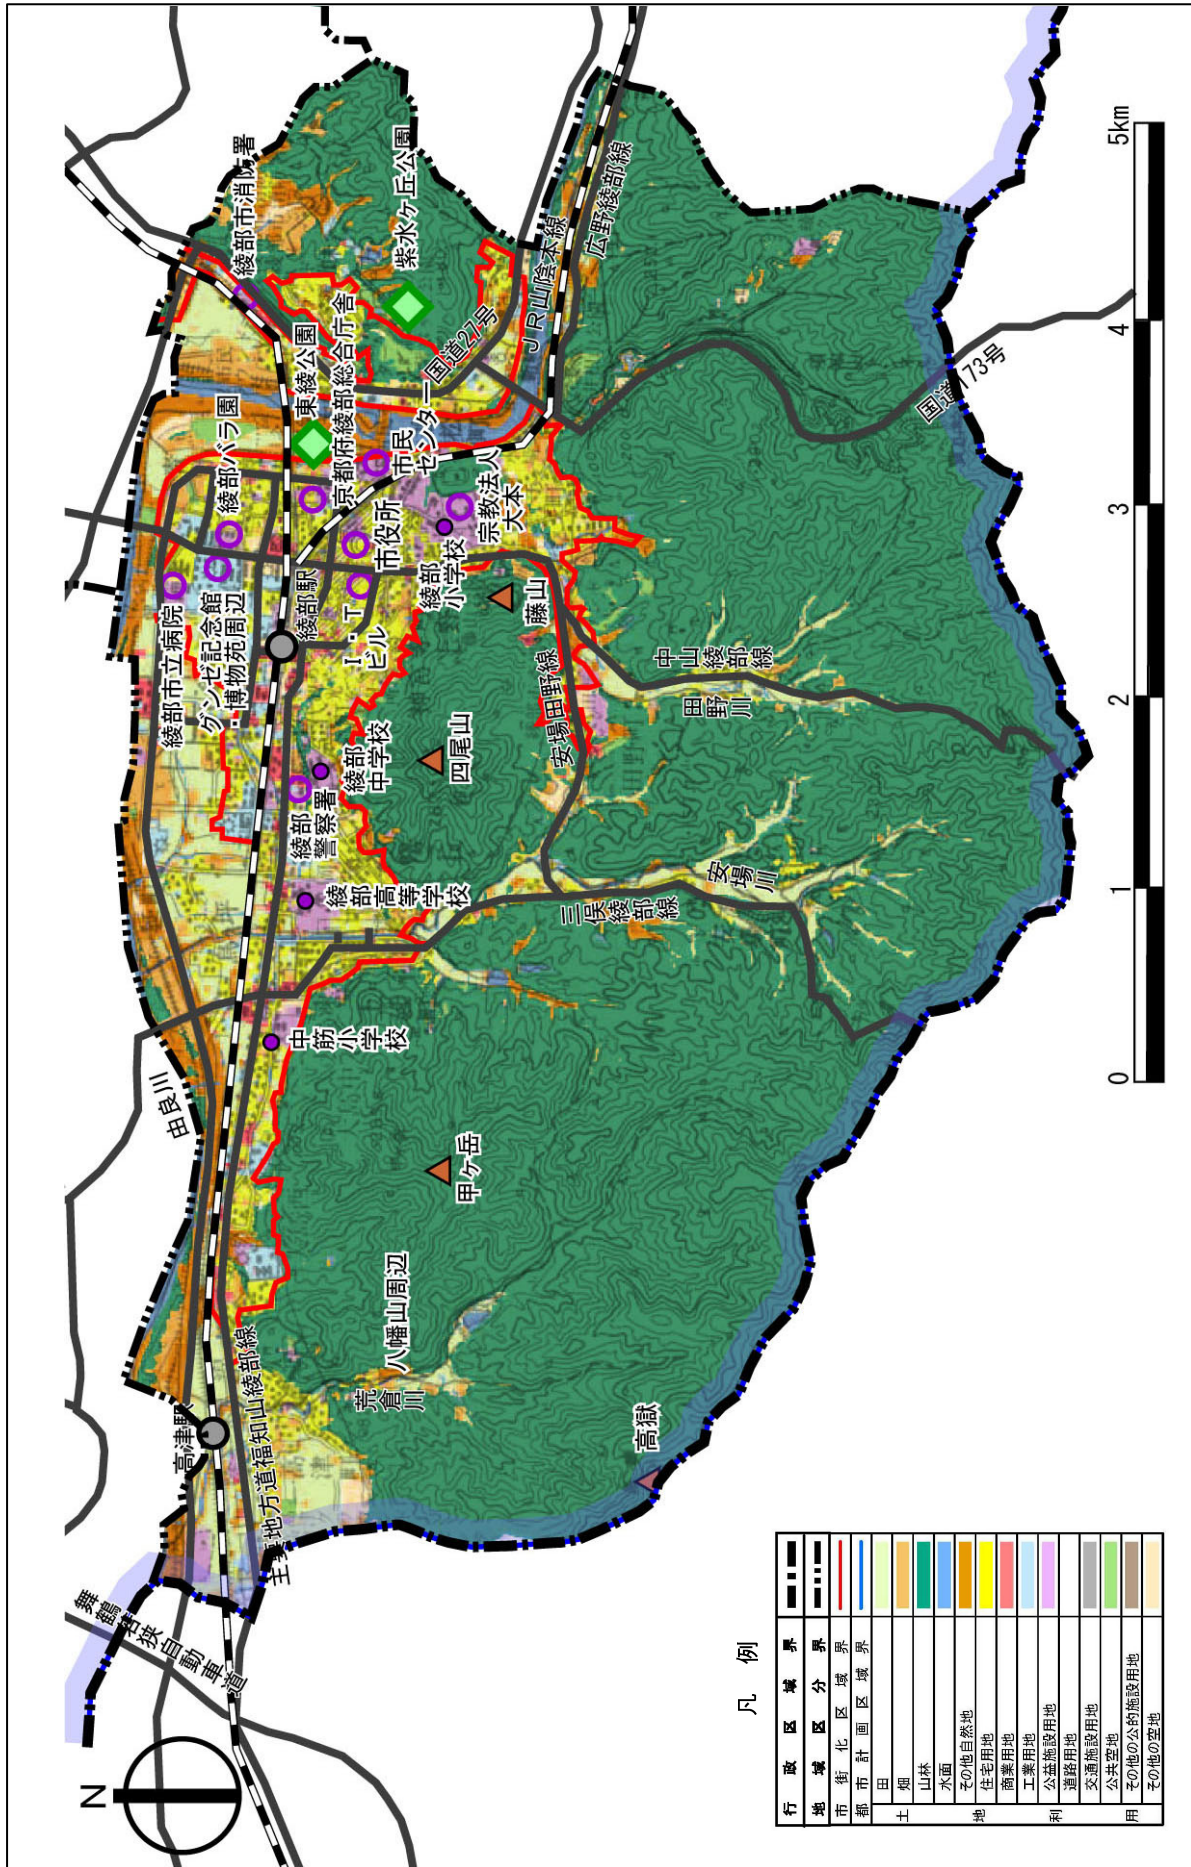 N
舞鶴若狭自動車道
高津駅
主要地方道福知山綾部線
由良川
荒倉川
八幡山周辺
高獄
甲ヶ岳
中筋小学校
綾部高等学校
三俣綾部線
安場川
綾部
警察署
綾部
中学校
四尾山
安場田野線
田野川
中山綾部線
綾部市立病院
グンゼ記念館
・博物苑周辺
綾部バラ園
綾部駅
I・T
ビル
市役所
綾部
小学校
藤山
宗教法人
大本
市民
センター
京都府綾部総合庁舎
東綾公園
綾部市消防署
紫水ヶ丘公園
国道27号
JR山陰本線
広野綾部線
国道173号
0
1
2
3
4
5km
凡例
行政区域界
地域区分界
市街化区域界
都市計画区域界
土地利用
田
畑
山林
水面
その他自然地
住宅用地
商業用地
工業用地
公益施設用地
道路用地
交通施設用地
公共空地
その他の公的施設用地
その他の空地